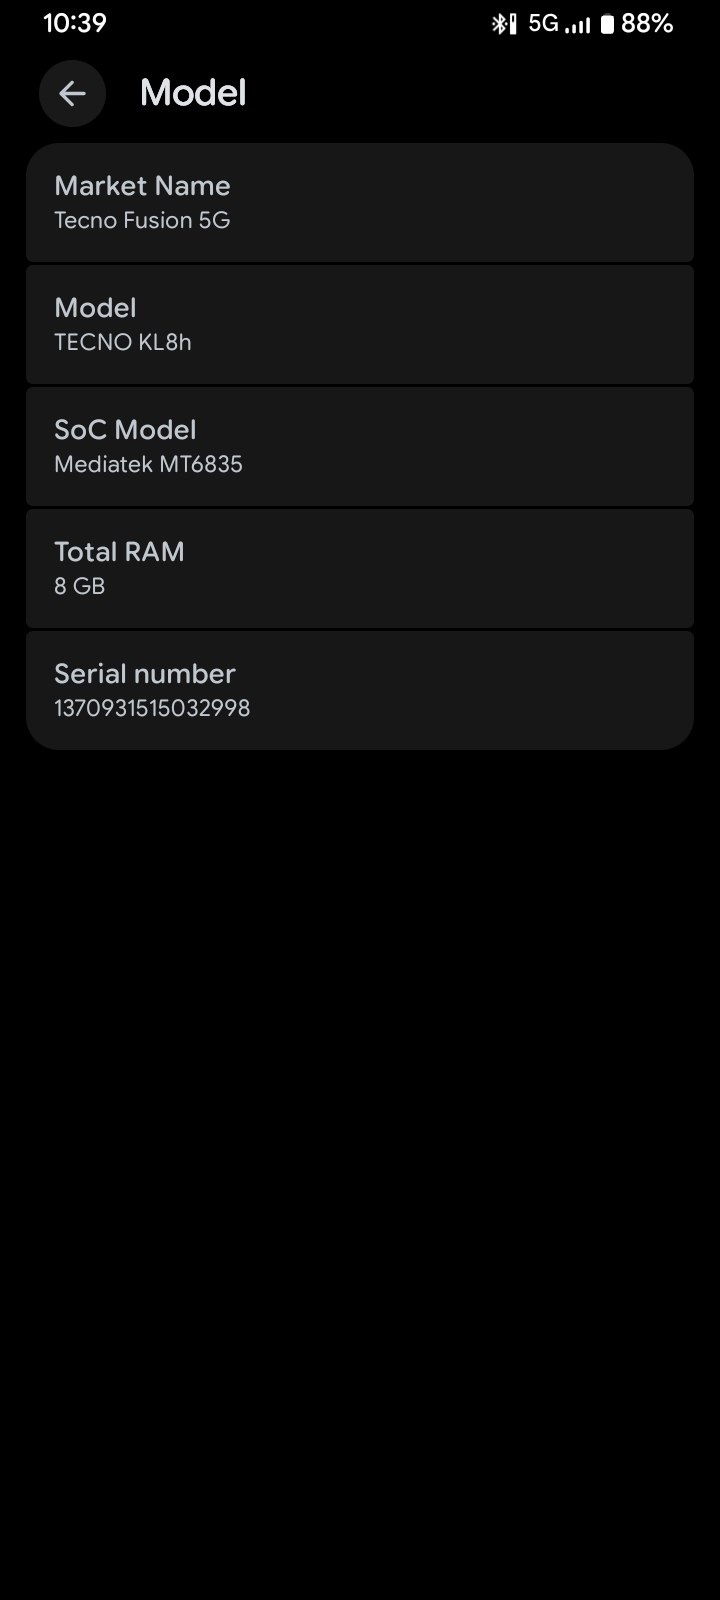 10:39 5G 88%
Model
Market Name
Tecno Fusion 5G
Model
TECNO KL8h
SoC Model
Mediatek MT6835
Total RAM
8 GB
Serial number
1370931515032998